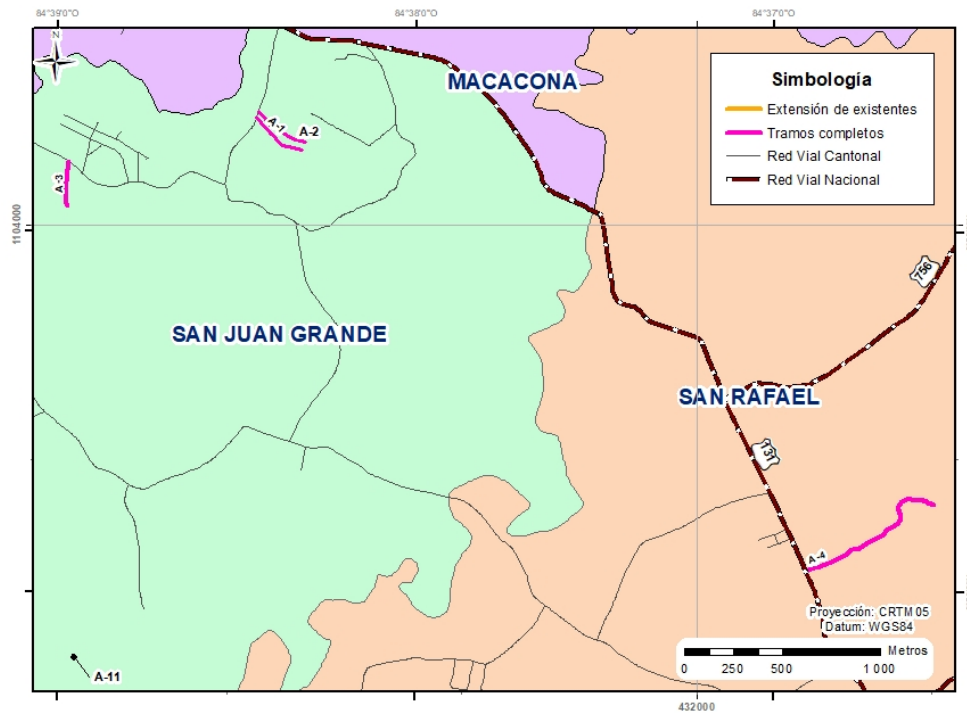 84°39'0"O
84°38'0"O
84°37'0"O
N
MACACONA
Simbología
Extensión de existentes
Tramos completos
Red Vial Cantonal
Red Vial Nacional
A-1
A-2
A-3
1104000
756
SAN JUAN GRANDE
SAN RAFAEL
131
A-4
Proyección: CRTM05
Datum: WGS84
Metros
0 250 500 1 000
A-11
432000